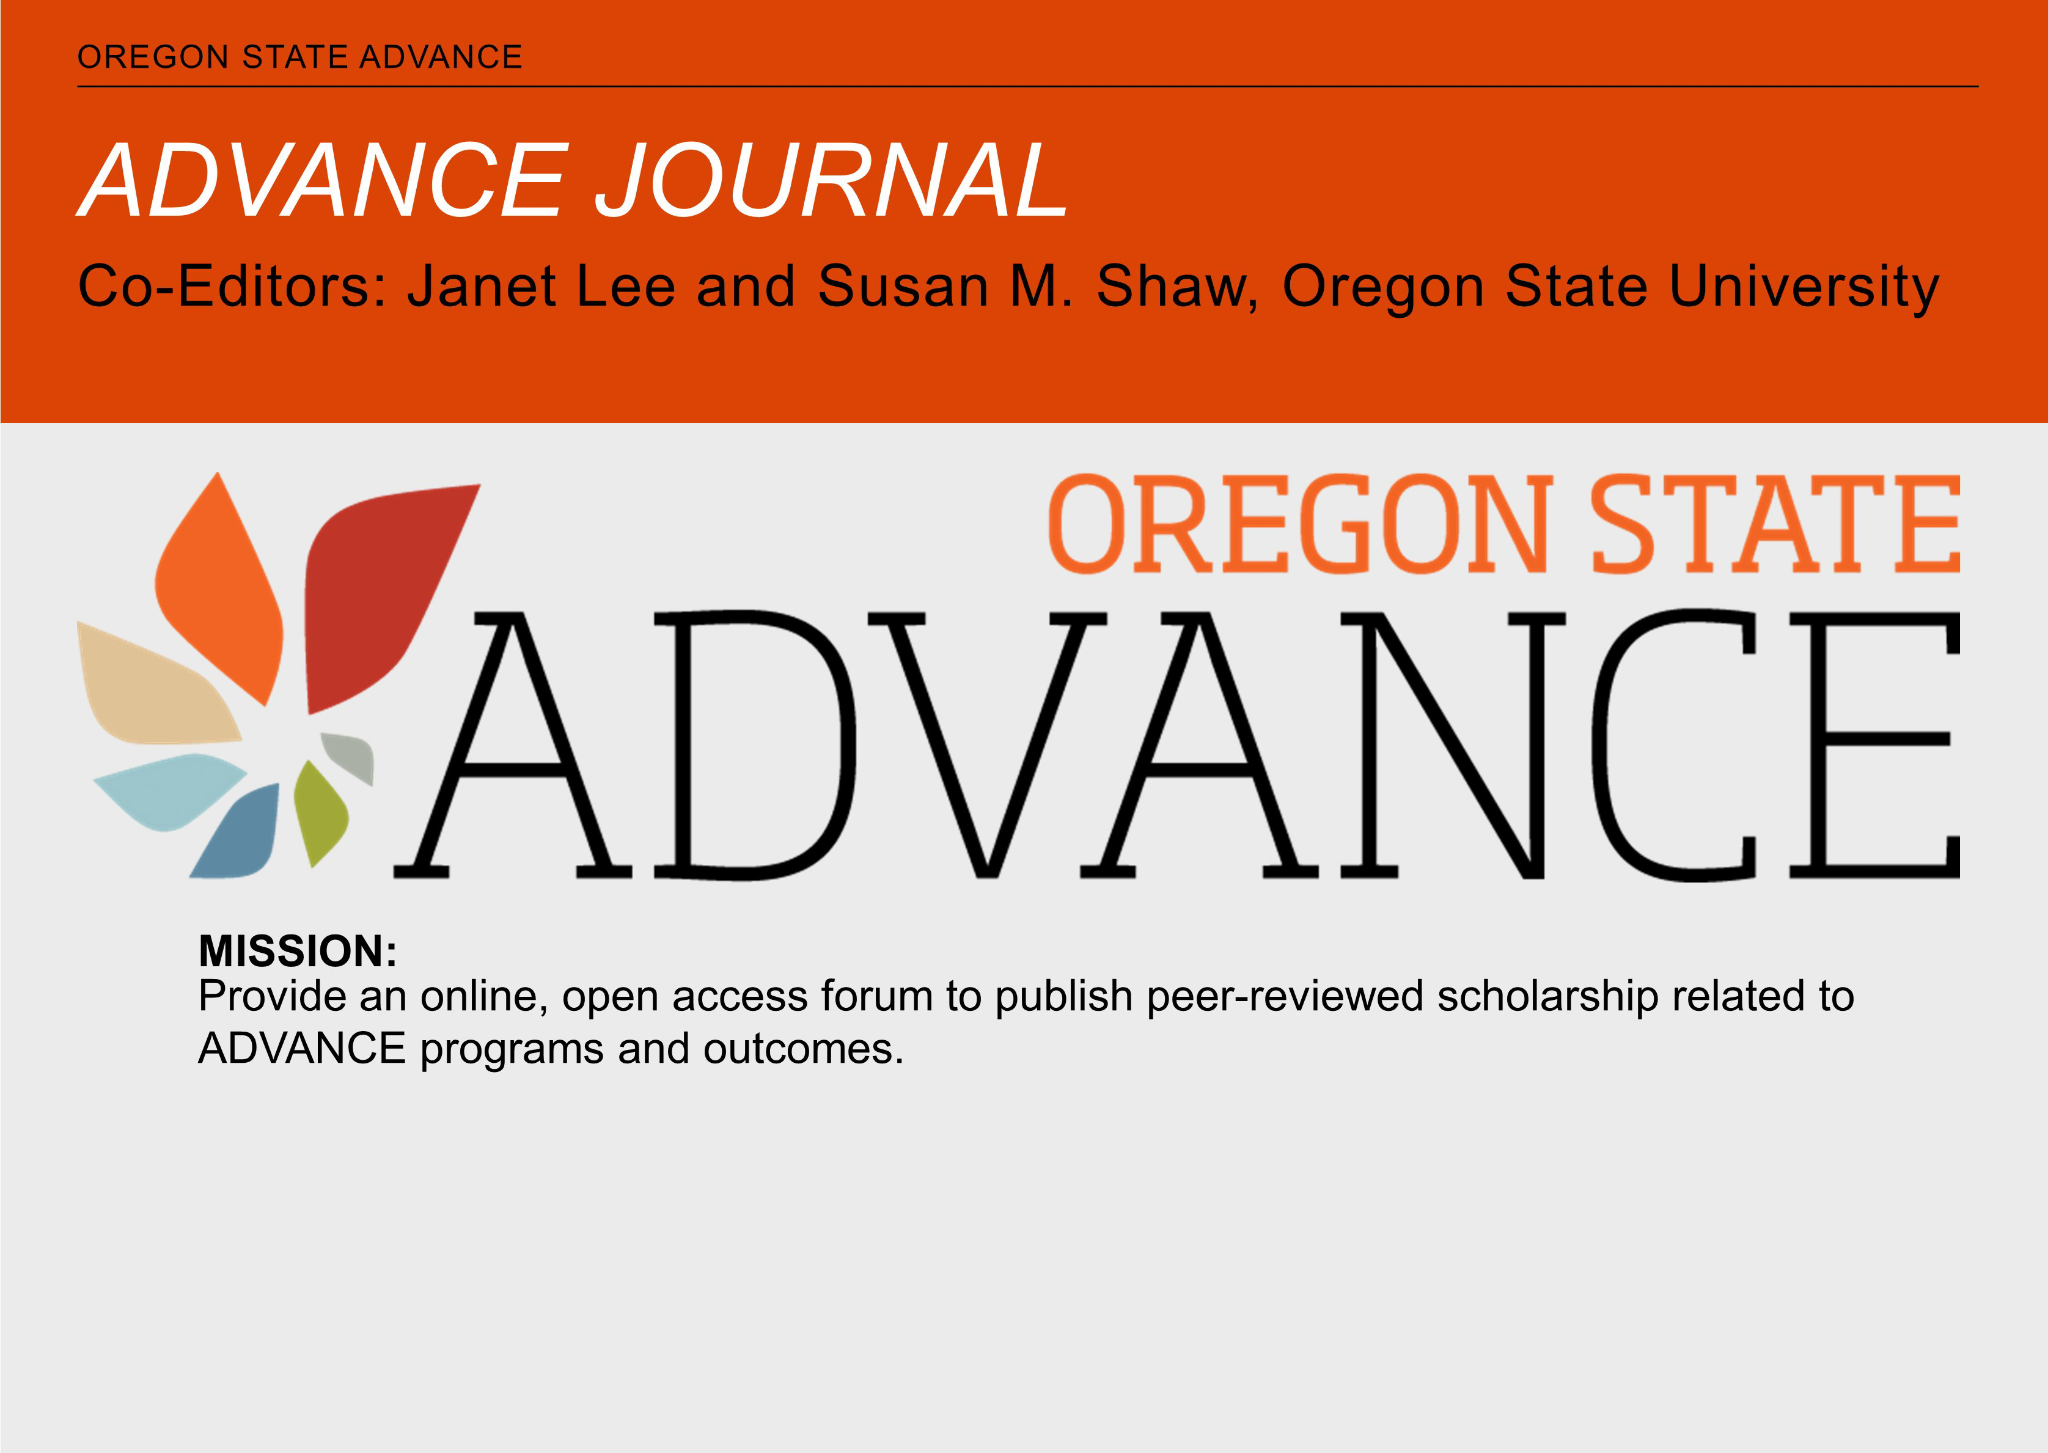 OREGON STATE ADVANCE
ADVANCE JOURNAL
Co-Editors: Janet Lee and Susan M. Shaw, Oregon State University
OREGON STATE
ADVANCE
MISSION:
Provide an online, open access forum to publish peer-reviewed scholarship related to
ADVANCE programs and outcomes.